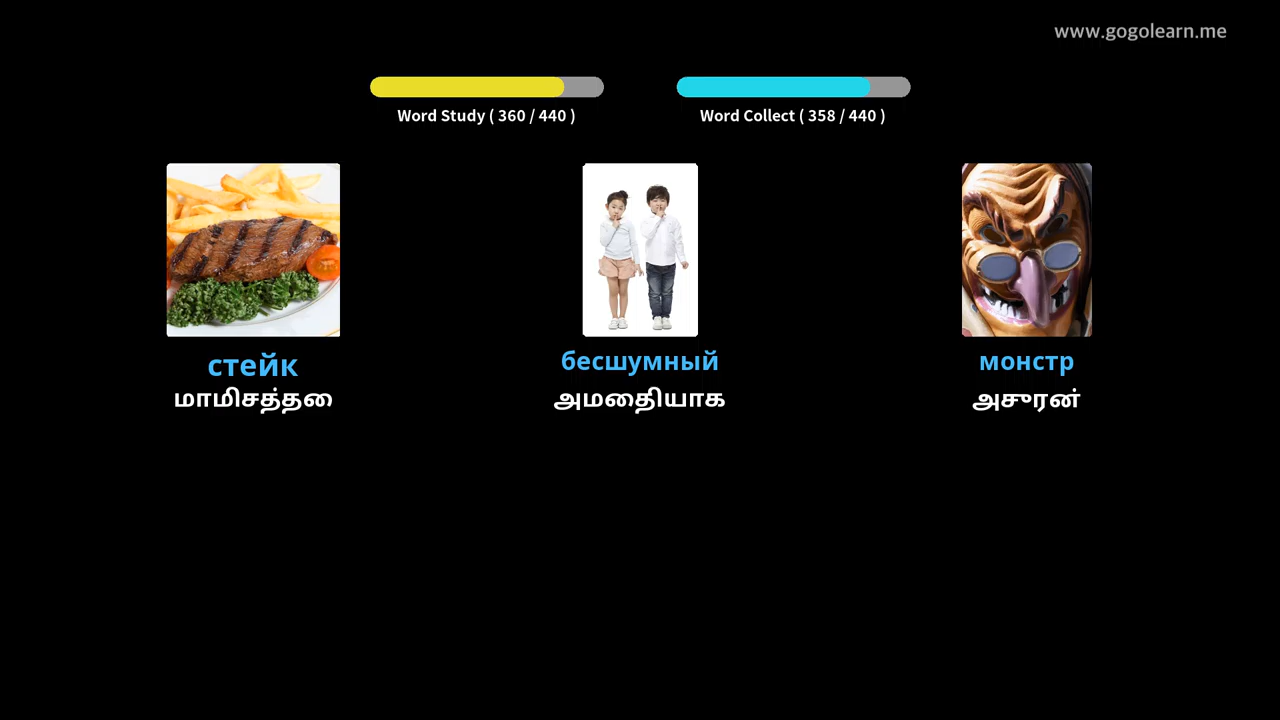 www.gogolearn.me
Word Study ( 360 / 440 )
Word Collect ( 358 / 440 )
стейк
бесшумный
монстр
மாமிசத்தை
அமைதியாக
அசுரன்